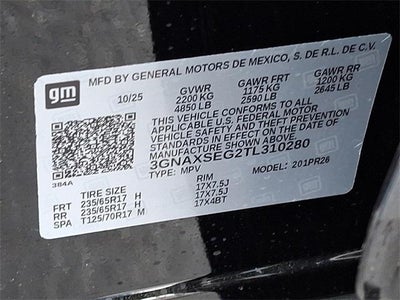 gm
MFD BY GENERAL MOTORS DE MEXICO, S. DE R.L. DE C.V.
10/25 GVWR GAWR FRT GAWR RR
2200 KG 1175 KG 1200 KG
4850 LB 2590 LB 2645 LB
THIS VEHICLE CONFORMS TO ALL
APPLICABLE U.S. FEDERAL MOTOR
VEHICLE SAFETY AND THEFT PREVENTION
STANDARDS IN EFFECT ON THE DATE OF
MANUFACTURE SHOWN ABOVE.
3GNAXSEG2TL310280
384A TYPE: MPV MODEL: 201PR26
TIRE SIZE RIM
FRT 235/65R17 H 17X7.5J
RR 235/65R17 H 17X7.5J
SPA T125/70R17 M 17X4BT